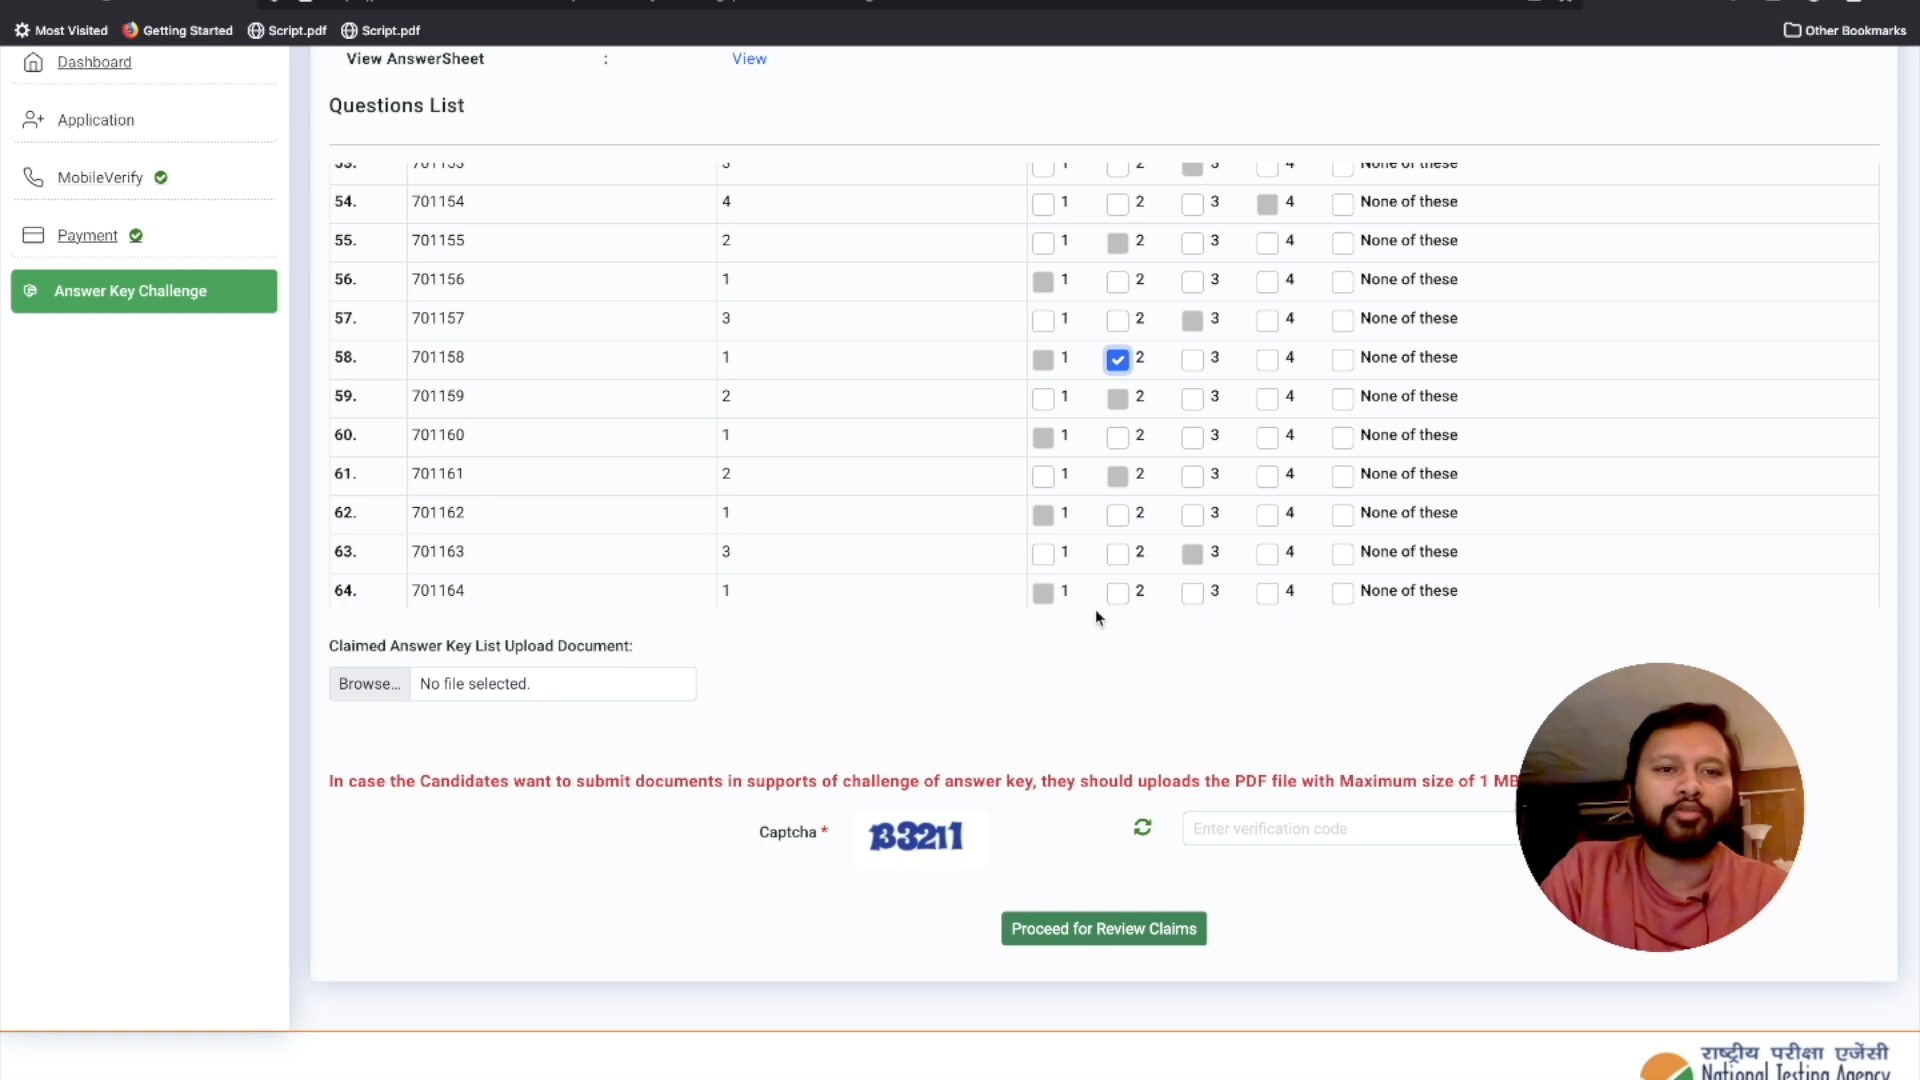 Most Visited Getting Started Script.pdf Script.pdf Other Bookmarks
Dashboard
Application
MobileVerify
Payment
Answer Key Challenge
View AnswerSheet : View
Questions List
53. 701153 3 1 2 3 4 None of these
54. 701154 4 1 2 3 4 None of these
55. 701155 2 1 2 3 4 None of these
56. 701156 1 1 2 3 4 None of these
57. 701157 3 1 2 3 4 None of these
58. 701158 1 1 2 3 4 None of these
59. 701159 2 1 2 3 4 None of these
60. 701160 1 1 2 3 4 None of these
61. 701161 2 1 2 3 4 None of these
62. 701162 1 1 2 3 4 None of these
63. 701163 3 1 2 3 4 None of these
64. 701164 1 1 2 3 4 None of these
Claimed Answer Key List Upload Document:
Browse... No file selected.
In case the Candidates want to submit documents in supports of challenge of answer key, they should uploads the PDF file with Maximum size of 1 MB
Captcha * 133211 Enter verification code
Proceed for Review Claims
राष्ट्रीय परीक्षा एजेंसी
National Testing Agency